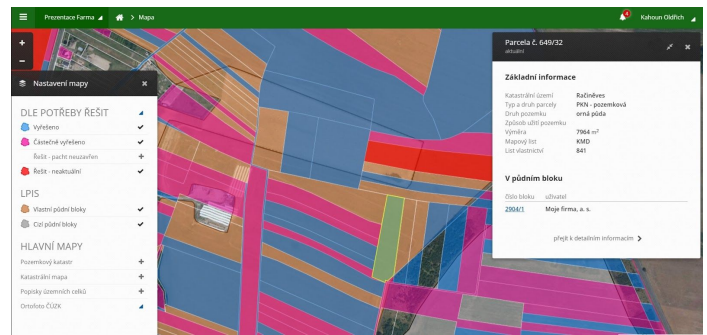 Prezentace Farma
> Mapa
4
Kahoun Oldřich
+
−
Nastavení mapy
DLE POTŘEBY ŘEŠIT
Vyřešeno
Částečně vyřešeno
Řešit - pacht neuzavřen
Řešit - neaktuální
LPIS
Vlastní půdní bloky
Cizí půdní bloky
HLAVNÍ MAPY
Pozemkový katastr
Katastrální mapa
Popisky územních celků
Ortofoto ČÚZK
Parcela č. 649/32
aktuální
Základní informace
Katastrální území Račiněves
Typ a druh parcely PKN - pozemková
Druh pozemku orná půda
Způsob užití pozemku
Výměra 7964 m²
Mapový list KMD
List vlastnictví 841
V půdním bloku
číslo bloku uživatel
2904/1 Moje firma, a. s.
přejít k detailním informacím